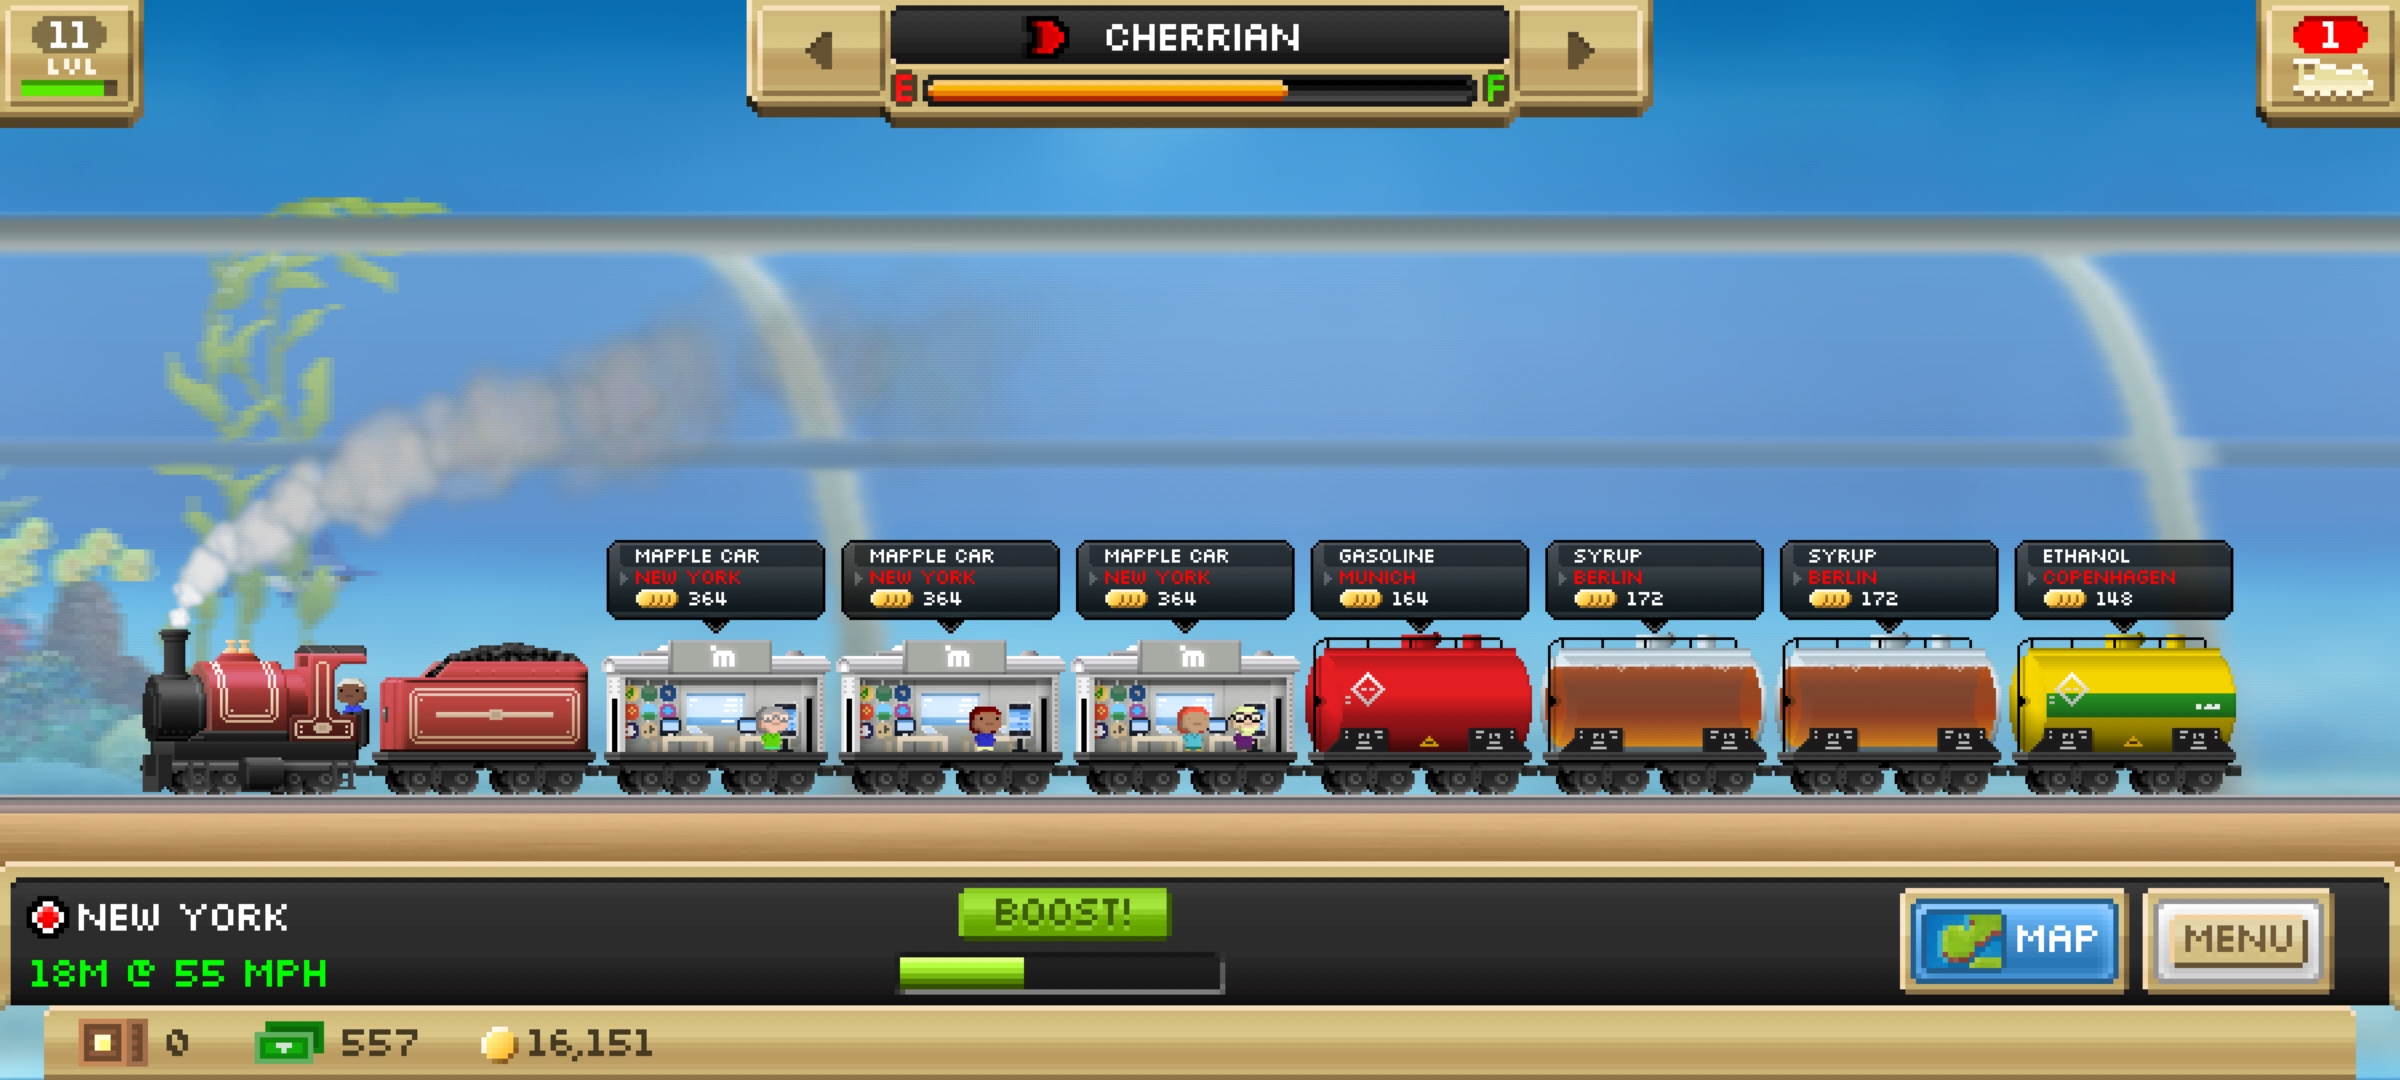 11
LVL
CHERRIAN
E F
1
MAPPLE CAR
NEW YORK
364
MAPPLE CAR
NEW YORK
364
MAPPLE CAR
NEW YORK
364
GASOLINE
MUNICH
164
SYRUP
BERLIN
172
SYRUP
BERLIN
172
ETHANOL
COPENHAGEN
148
m
m
m
NEW YORK
18M @ 55 MPH
BOOST!
MAP
MENU
0
557
16,151